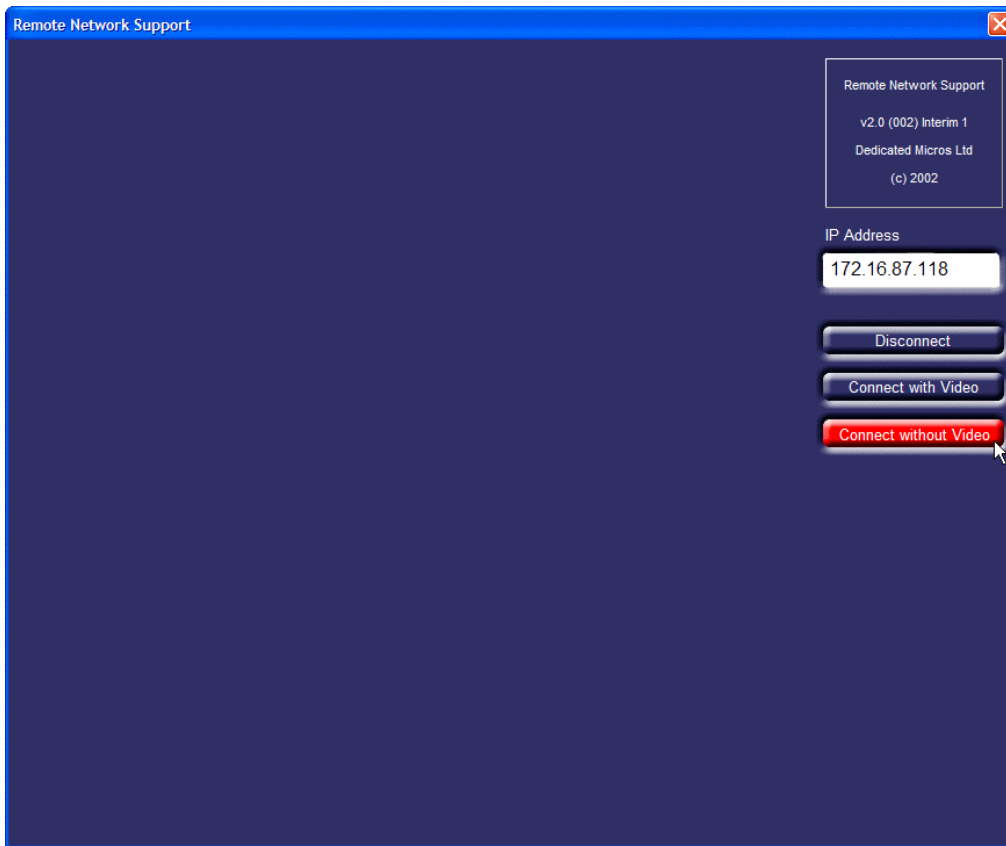 Remote Network Support
Remote Network Support
v2.0 (002) Interim 1
Dedicated Micros Ltd
(c) 2002
IP Address
172.16.87.118
Disconnect
Connect with Video
Connect without Video